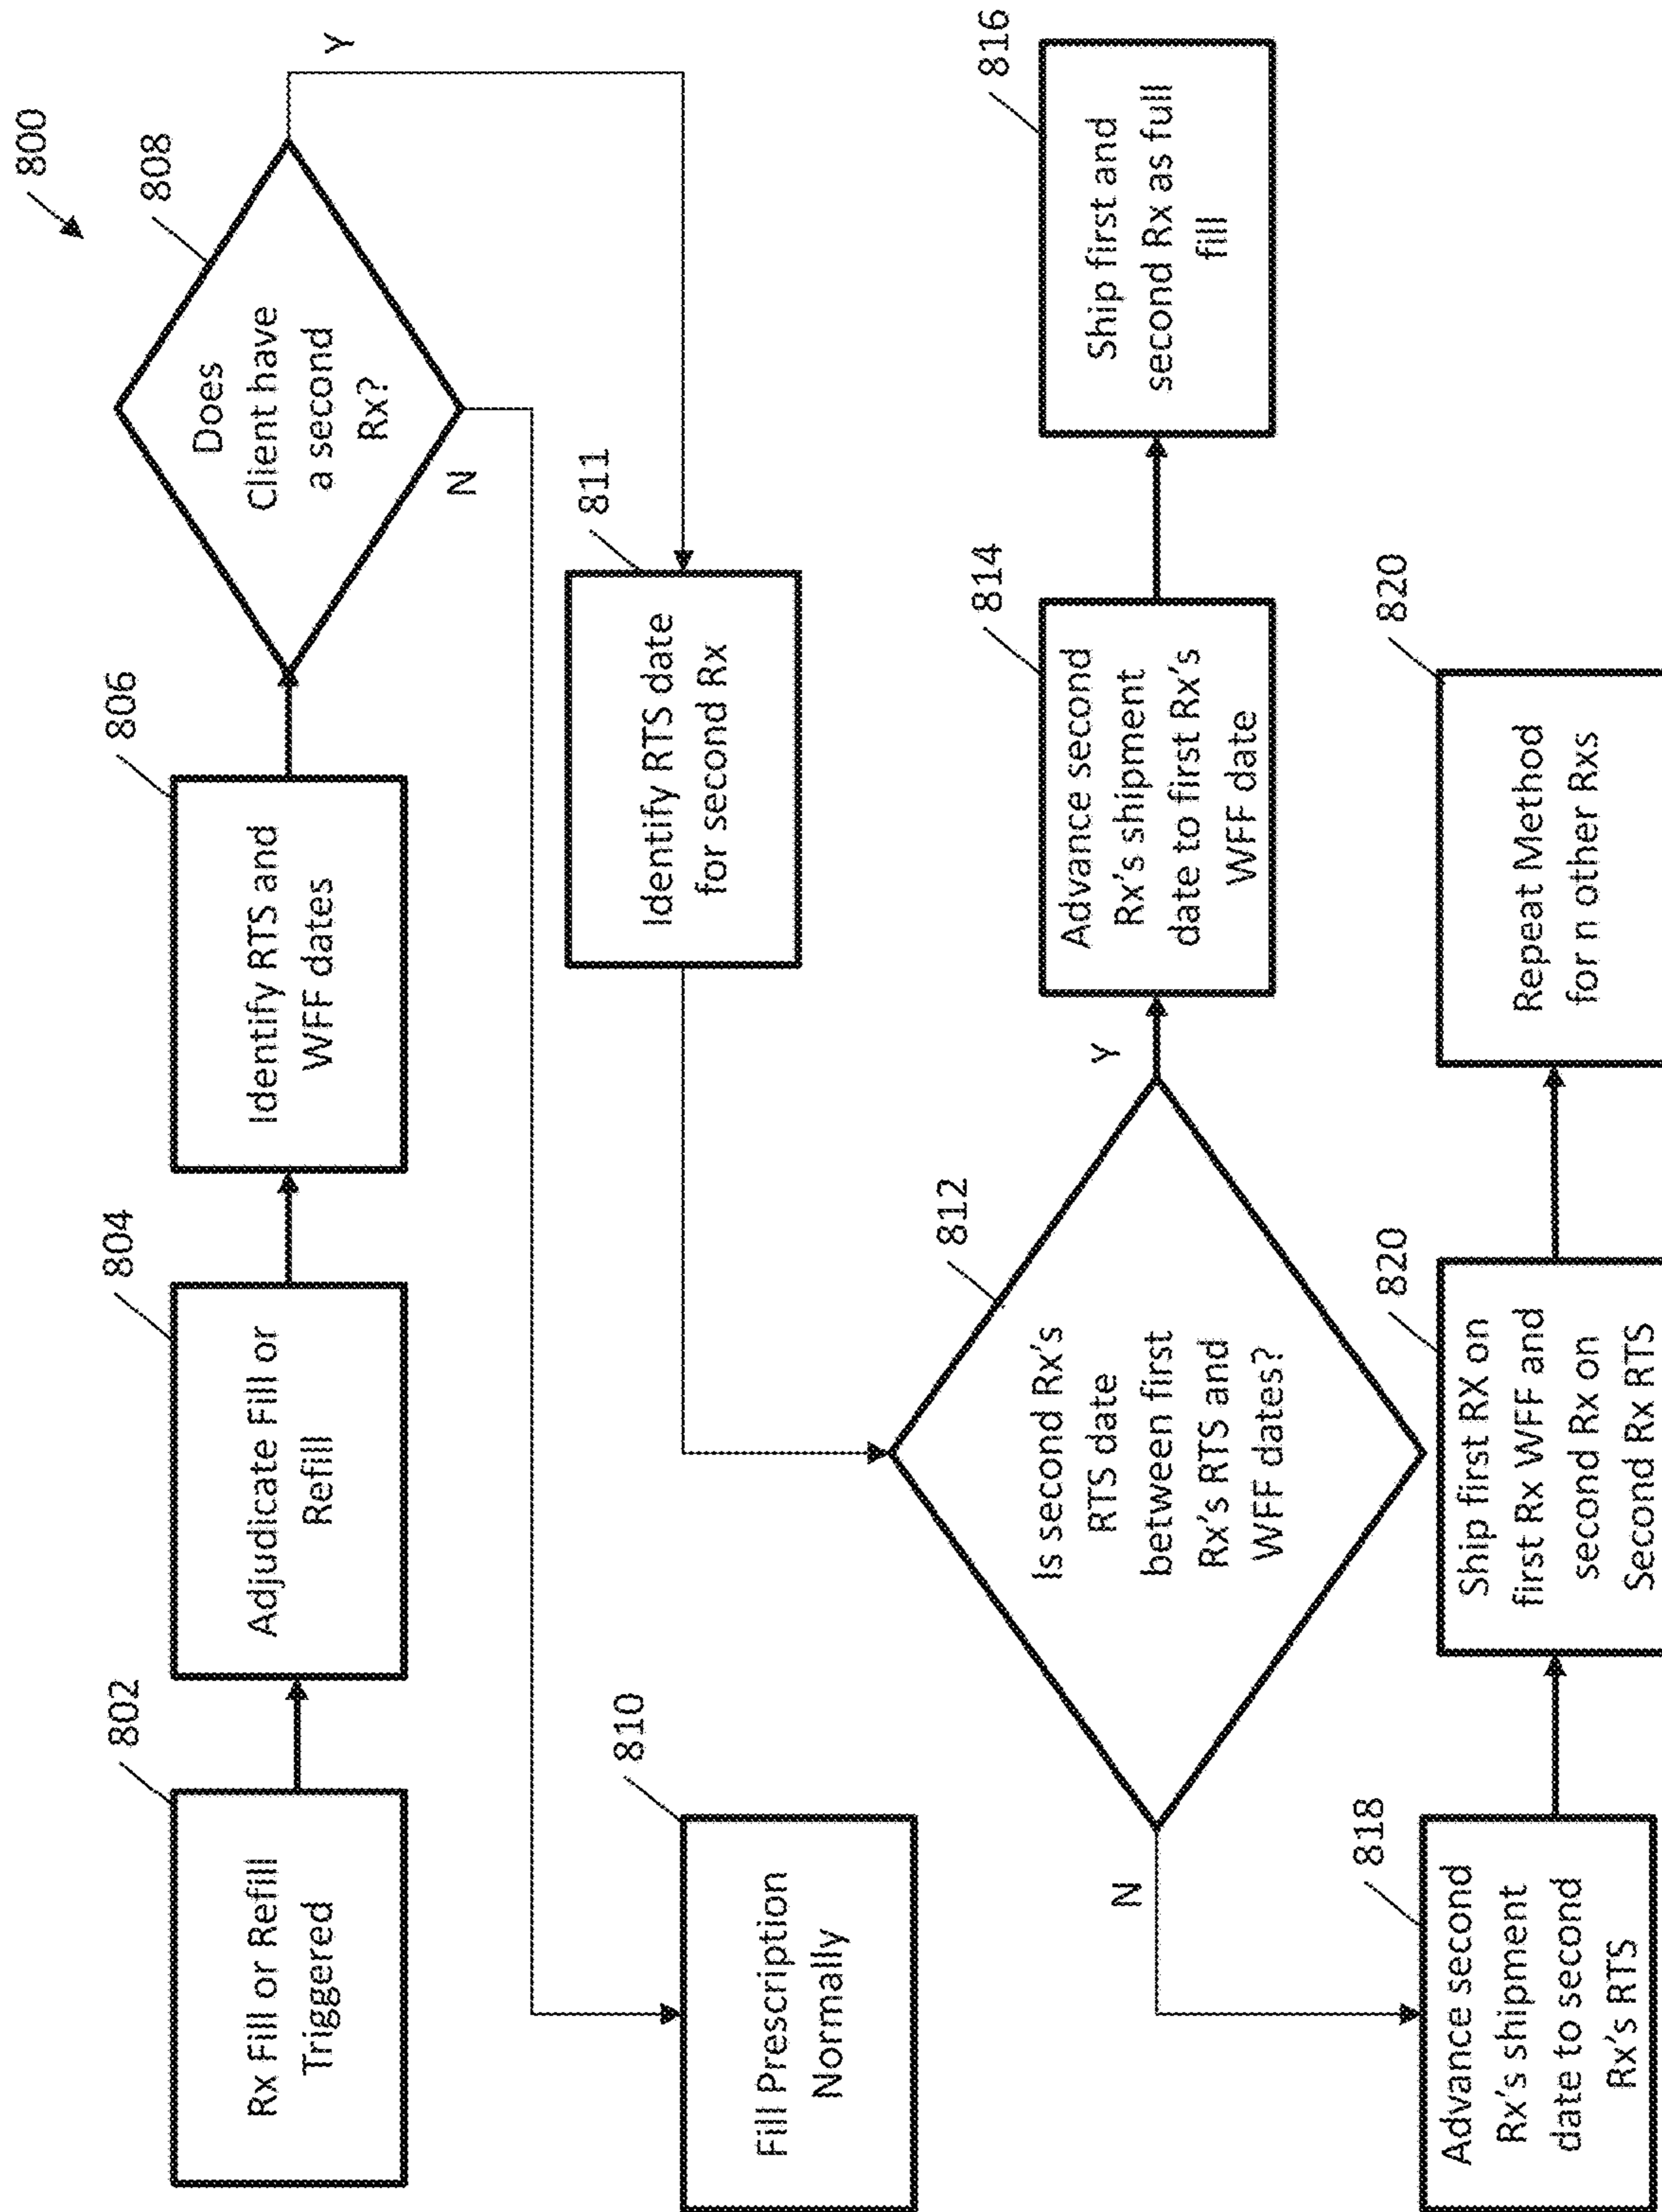 800
802
Rx Fill or Refill
Triggered
804
Adjudicate Fill or
Refill
806
Identify RTS and
WFF dates
808
Does
Client have
a second
Rx?
Y
N
810
Fill Prescription
Normally
811
Identify RTS date
for second Rx
812
Is second Rx's
RTS date
between first
Rx's RTS and
WFF dates?
Y
N
814
Advance second
Rx's shipment
date to first Rx's
WFF date
816
Ship first and
second Rx as full
fill
818
Advance second
Rx's shipment
date to second
Rx's RTS
820
Ship first RX on
first Rx WFF and
second Rx on
Second Rx RTS
820
Repeat Method
for n other Rxs